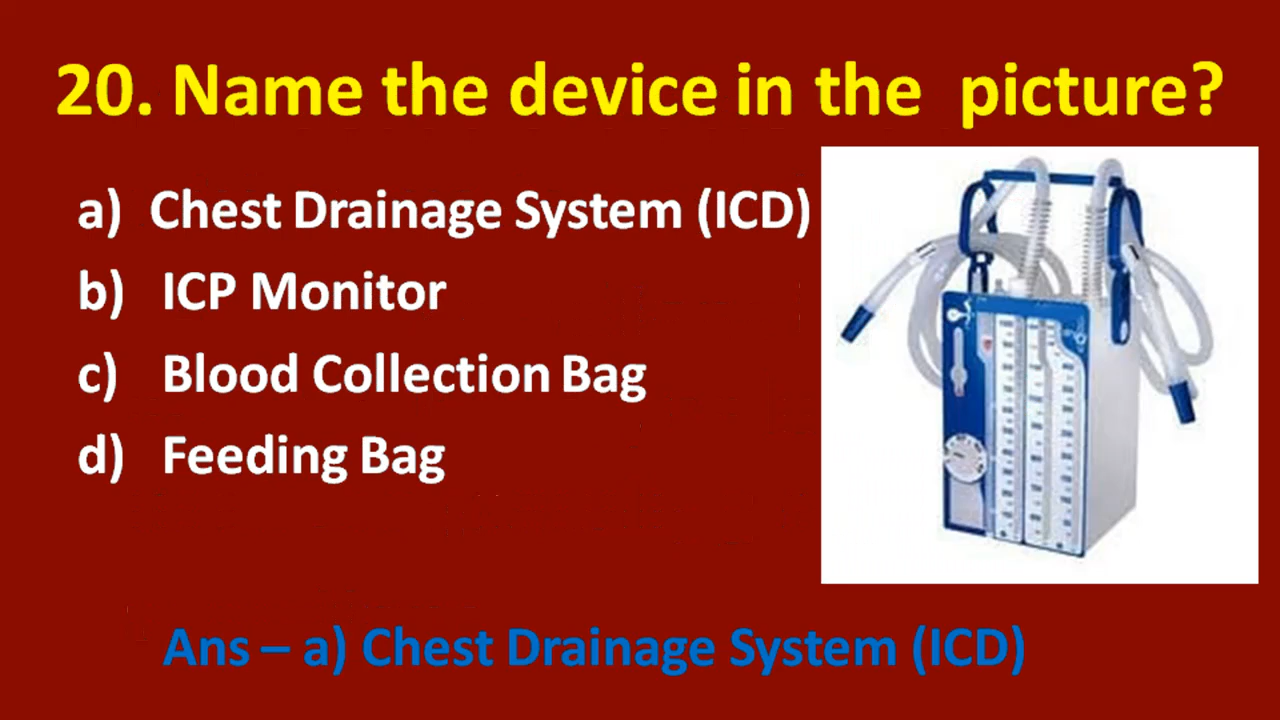 20. Name the device in the picture?
a) Chest Drainage System (ICD)
b) ICP Monitor
c) Blood Collection Bag
d) Feeding Bag
Ans – a) Chest Drainage System (ICD)